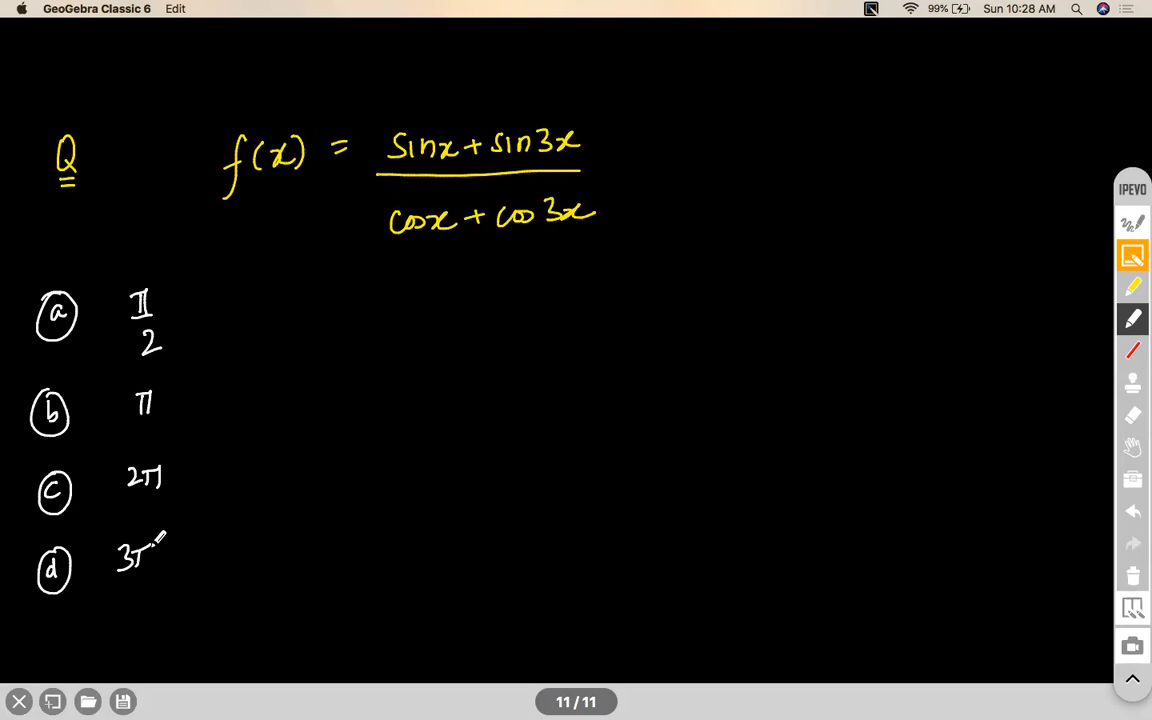 GeoGebra Classic 6 Edit 99% Sun 10:28 AM
Q f(x) = sinx + sin3x
cosx + cos3x
IPEVO
a π
2
b π
c 2π
d 3π
11 / 11